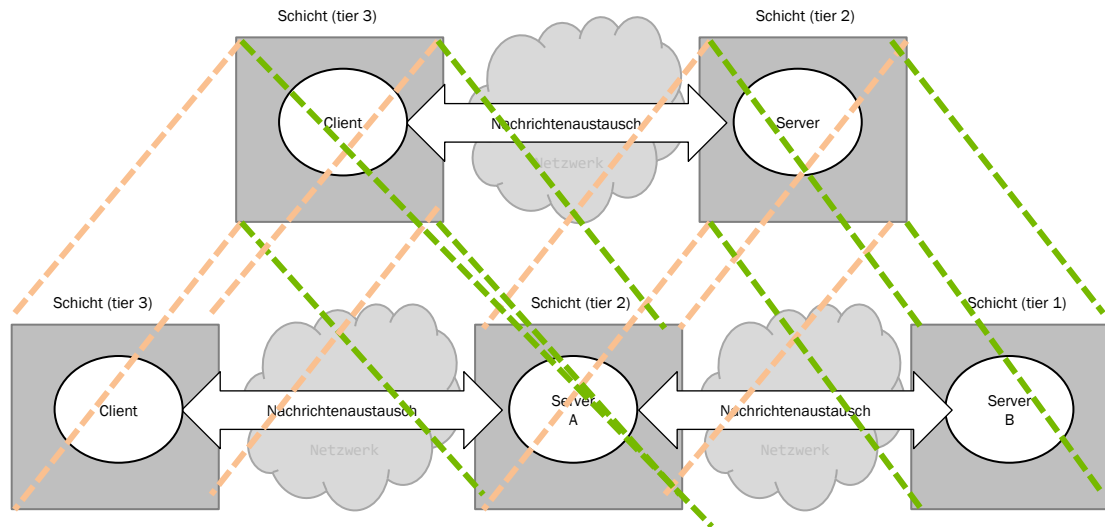 Schicht (tier 3)
Schicht (tier 2)
Client
Nachrichtenaustausch
Server
Netzwerk
Schicht (tier 3)
Schicht (tier 2)
Schicht (tier 1)
Client
Nachrichtenaustausch
Server
A
Nachrichtenaustausch
Server
B
Netzwerk
Netzwerk